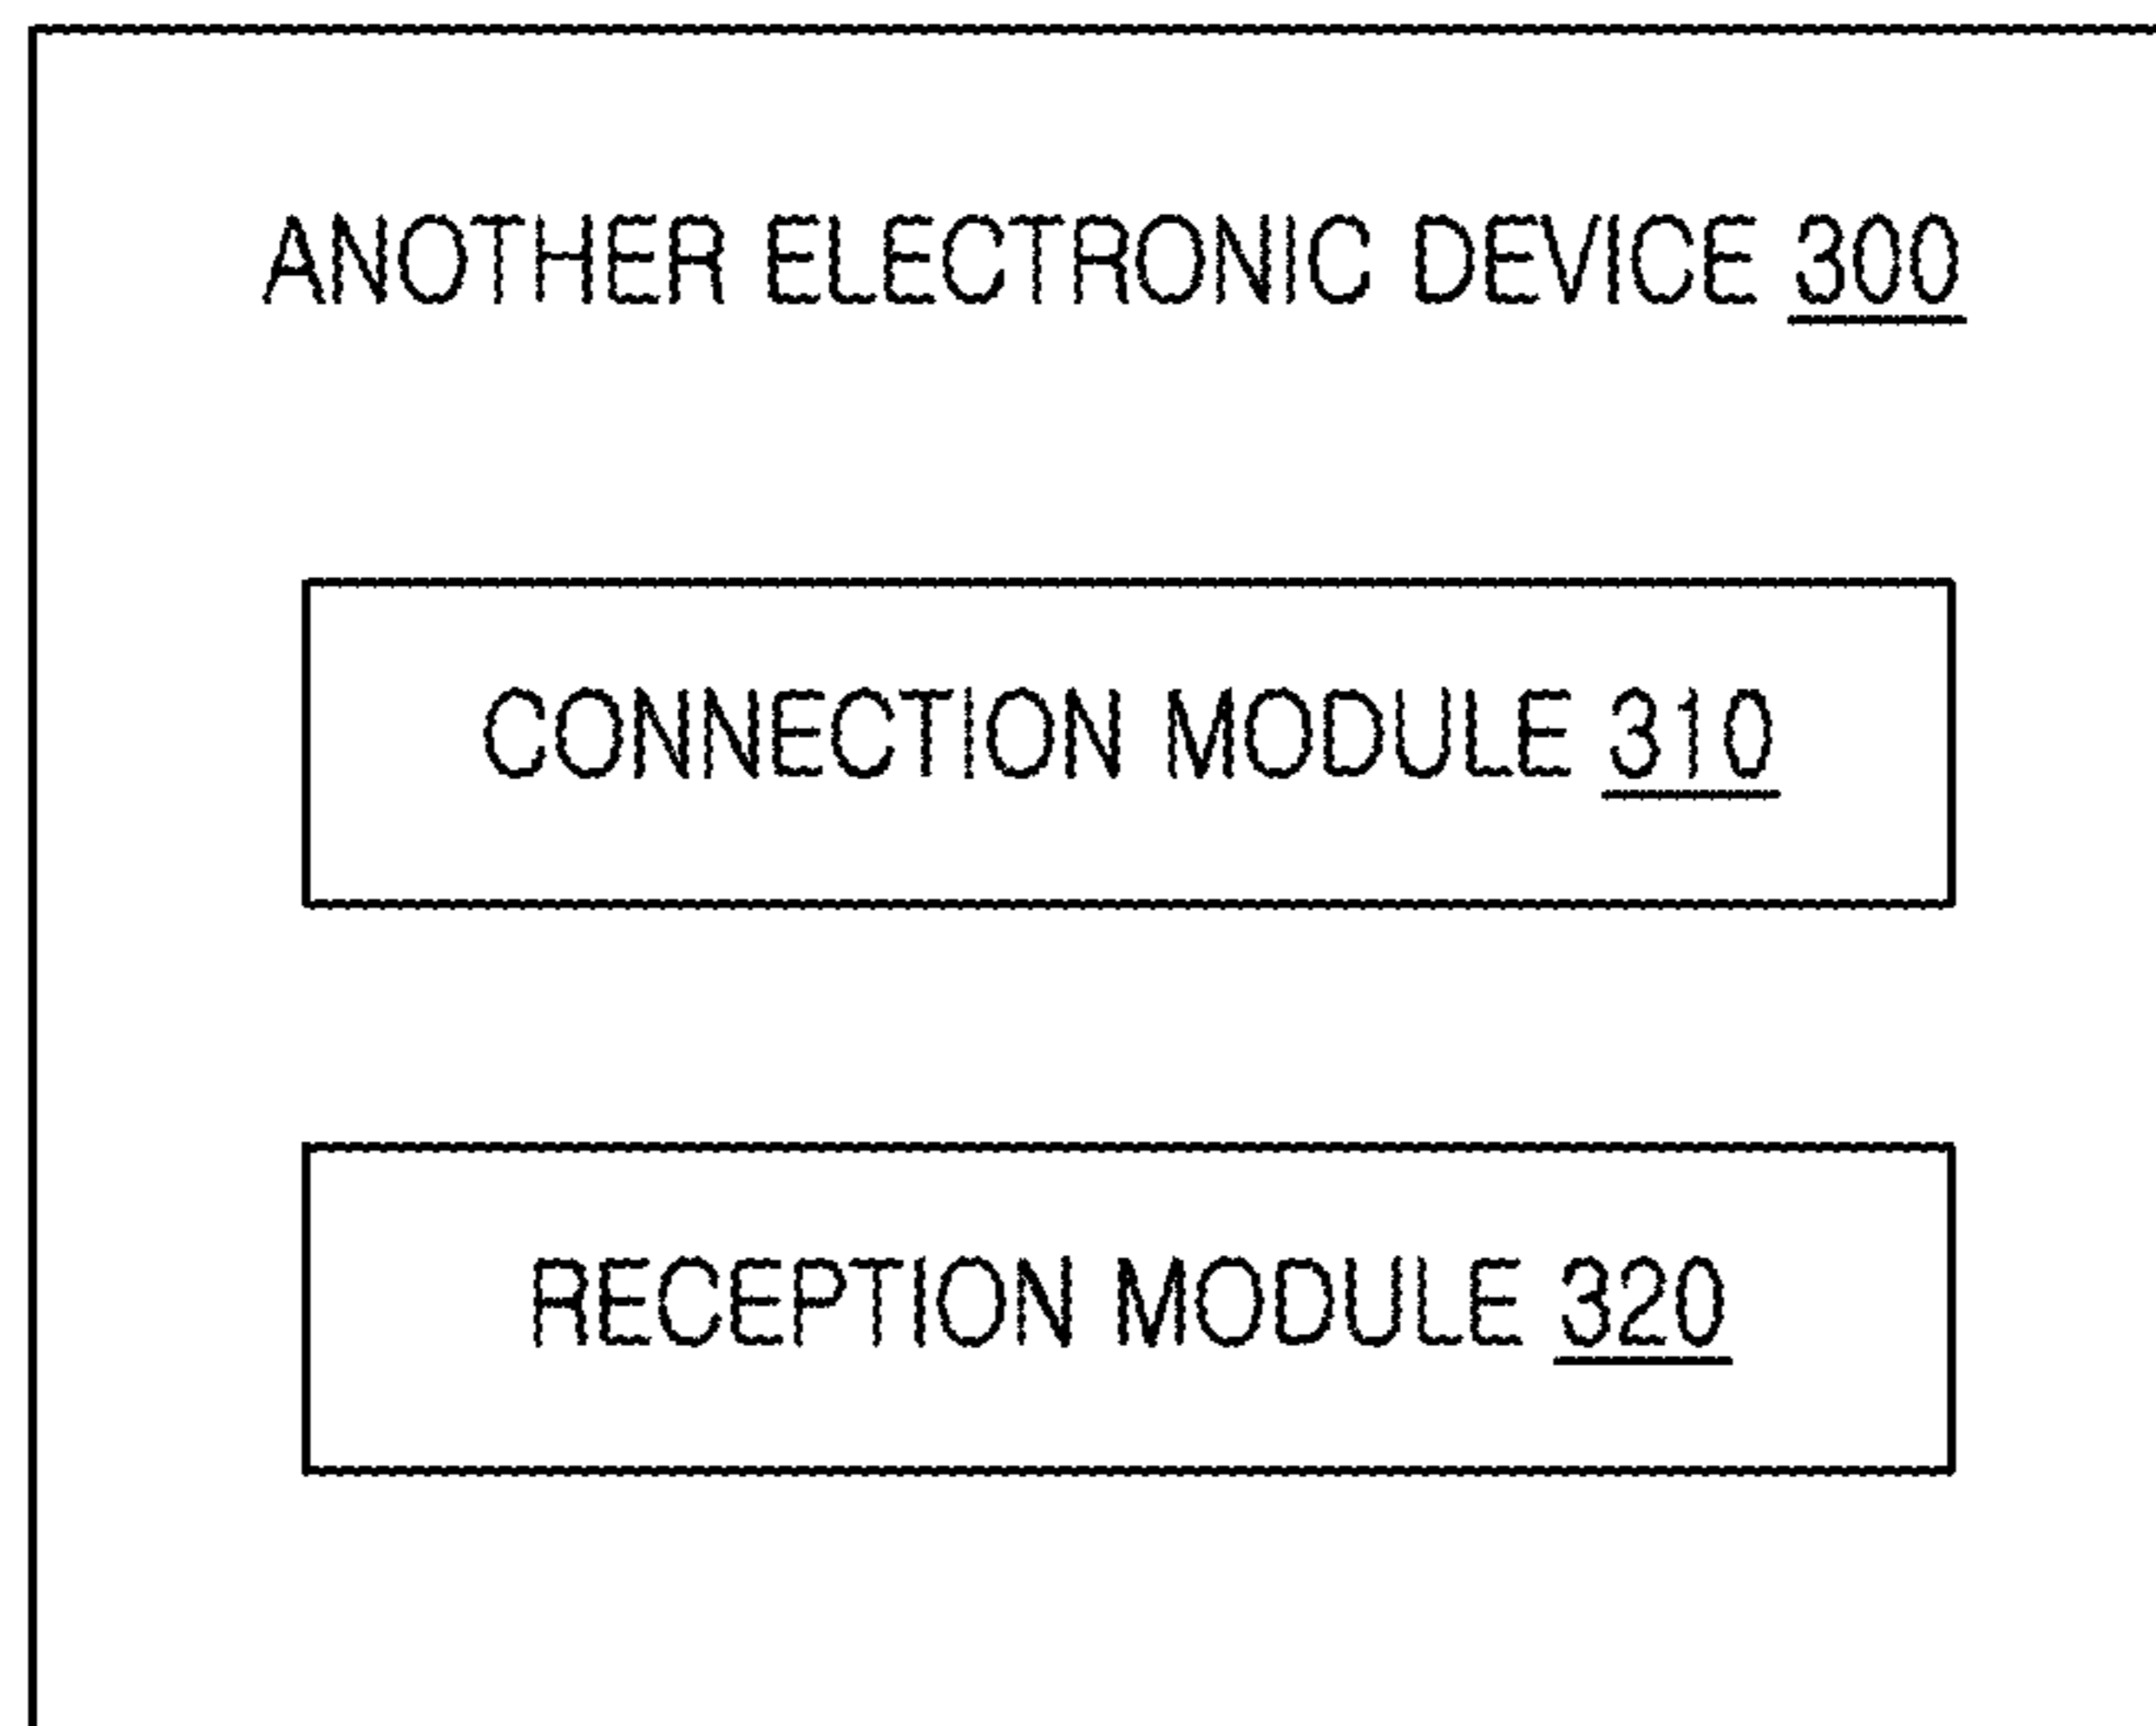 ANOTHER ELECTRONIC DEVICE 300
CONNECTION MODULE 310
RECEPTION MODULE 320